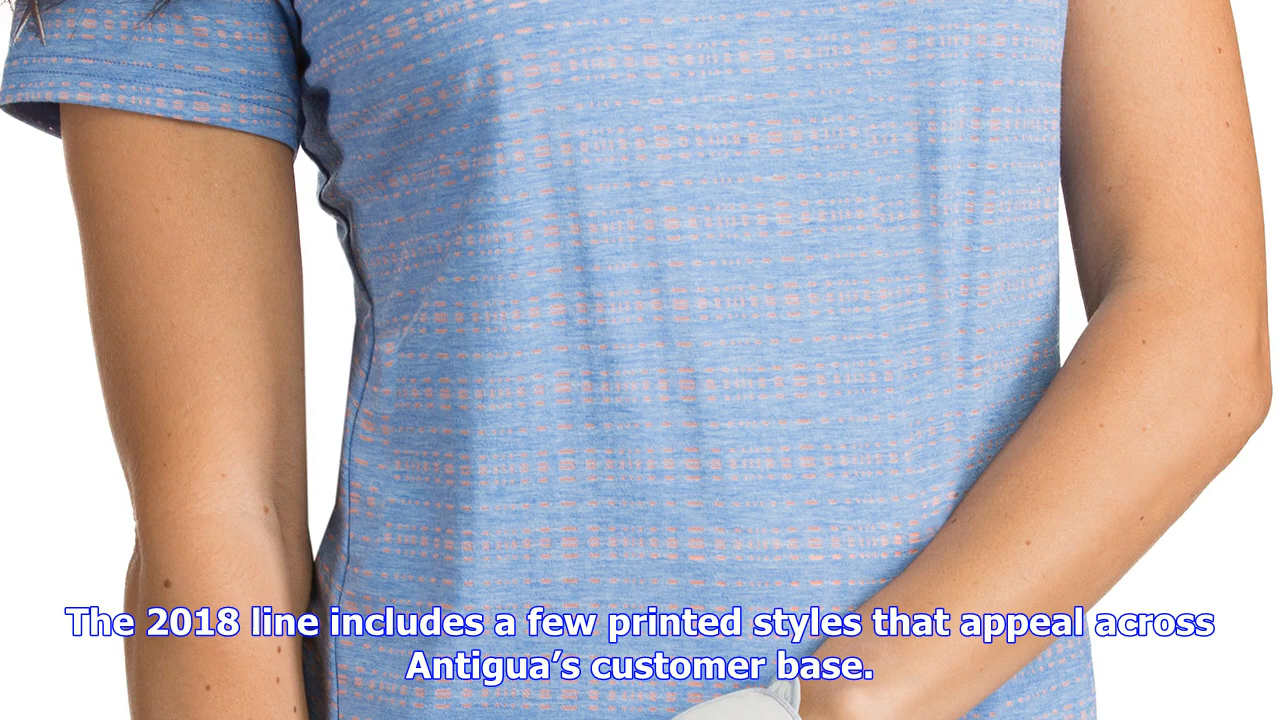 The 2018 line includes a few printed styles that appeal across
Antigua’s customer base.